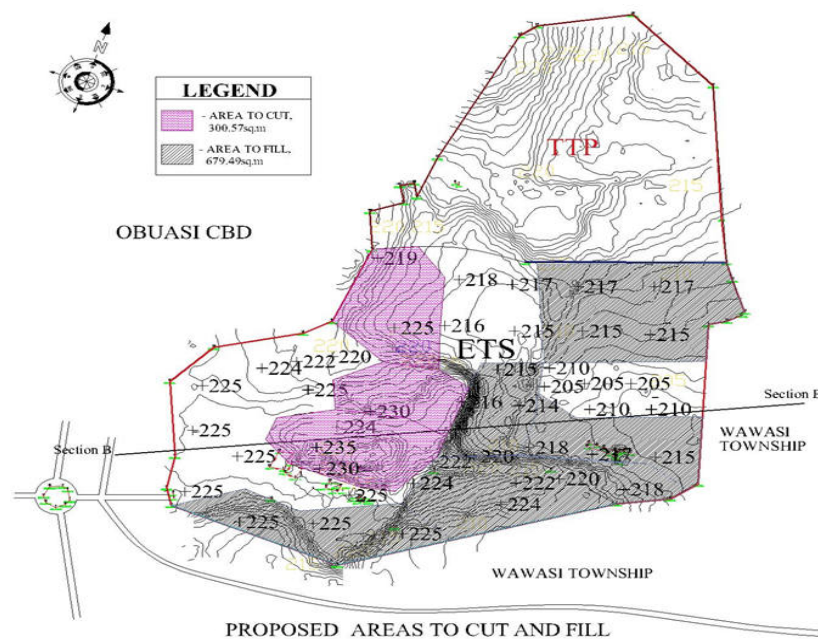 N
LEGEND
- AREA TO CUT,
300.57sq.m
- AREA TO FILL,
679.49sq.m
TTP
215
OBUASI CBD
+219
+218 +217 +217 +217
+225 +216 +215 +215 +215
ETS
+224 +222 +220
+215 +210
+225 +225 +205 +205 +205
+230 +214 +210 +210
224
Section B
+225
Section B
+235 +218 +215
WAWASI
TOWNSHIP
+225 +230 +222 +220
+225 +225 +224 +222 +220 +218
+224
+225 +225 +225
WAWASI TOWNSHIP
PROPOSED AREAS TO CUT AND FILL